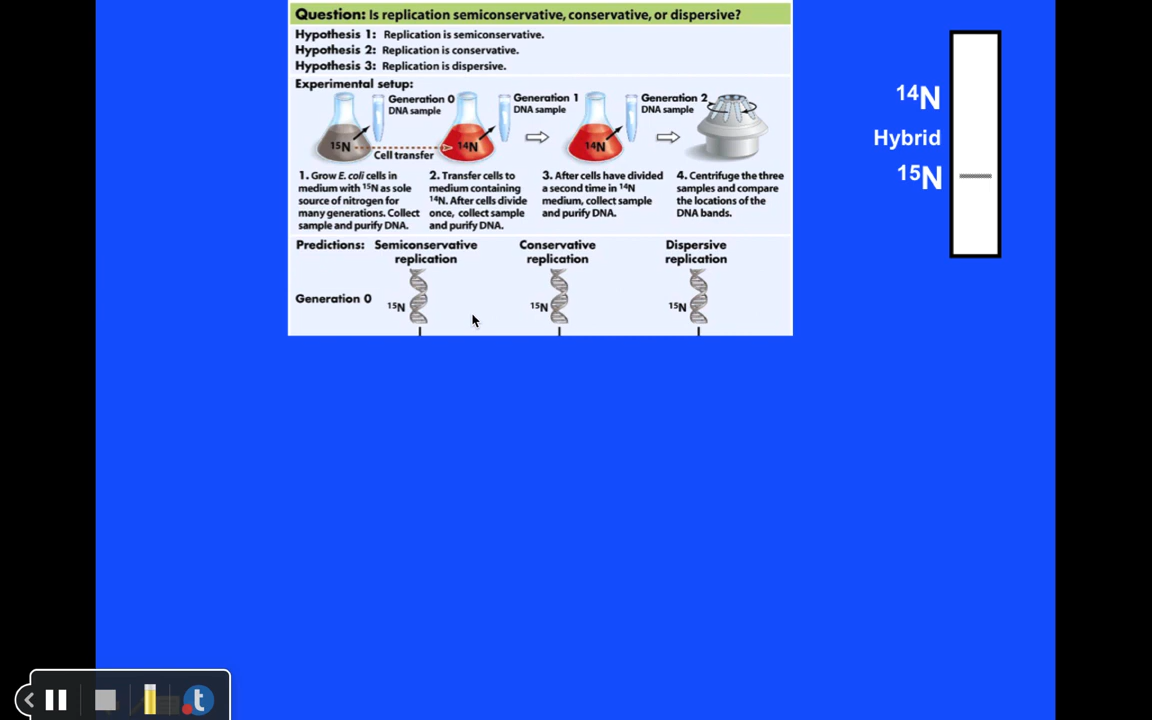 Question: Is replication semiconservative, conservative, or dispersive?
Hypothesis 1: Replication is semiconservative.
Hypothesis 2: Replication is conservative.
Hypothesis 3: Replication is dispersive.
Experimental setup:
Generation 0
DNA sample
Generation 1
DNA sample
Generation 2
DNA sample
¹⁵N
Cell transfer
¹⁴N
¹⁴N
1. Grow E. coli cells in
medium with ¹⁵N as sole
source of nitrogen for
many generations. Collect
sample and purify DNA.
2. Transfer cells to
medium containing
¹⁴N. After cells divide
once, collect sample
and purify DNA.
3. After cells have divided
a second time in ¹⁴N
medium, collect sample
and purify DNA.
4. Centrifuge the three
samples and compare
the locations of the
DNA bands.
Predictions:
Semiconservative
replication
Conservative
replication
Dispersive
replication
Generation 0
¹⁵N
¹⁵N
¹⁵N
¹⁴N
Hybrid
¹⁵N
t